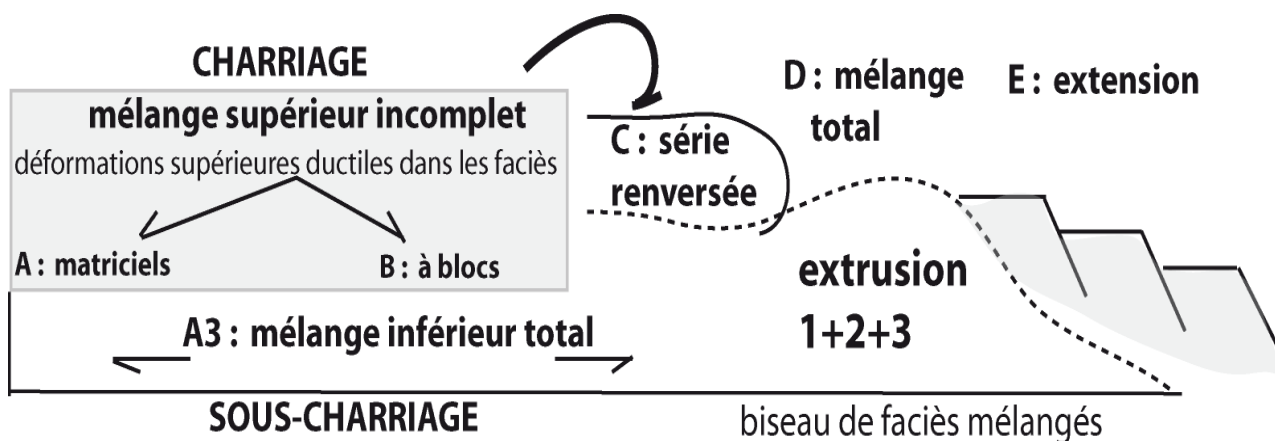 CHARRIAGE
mélange supérieur incomplet
déformations supérieures ductiles dans les faciès
A : matriciels
B : à blocs
C : série
renversée
D : mélange
total
E : extension
extrusion
1+2+3
A3 : mélange inférieur total
SOUS-CHARRIAGE
biseau de faciès mélangés